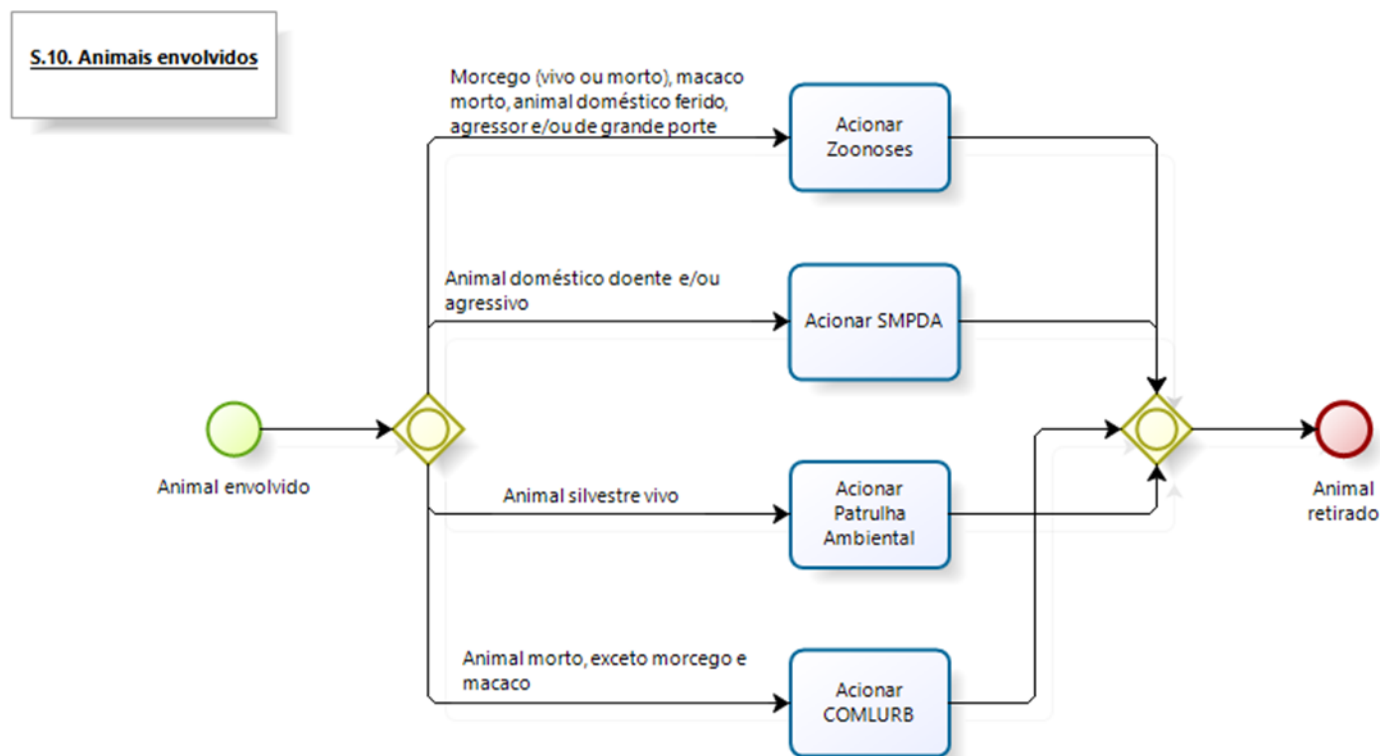 S.10. Animais envolvidos
Morcego (vivo ou morto), macaco
morto, animal doméstico ferido,
agressor e/ou de grande porte
Acionar
Zoonoses
Animal doméstico doente e/ou
agressivo
Acionar SMPDA
Animal envolvido
Animal silvestre vivo
Acionar
Patrulha
Ambiental
Animal
retirado
Animal morto, exceto morcego e
macaco
Acionar
COMLURB